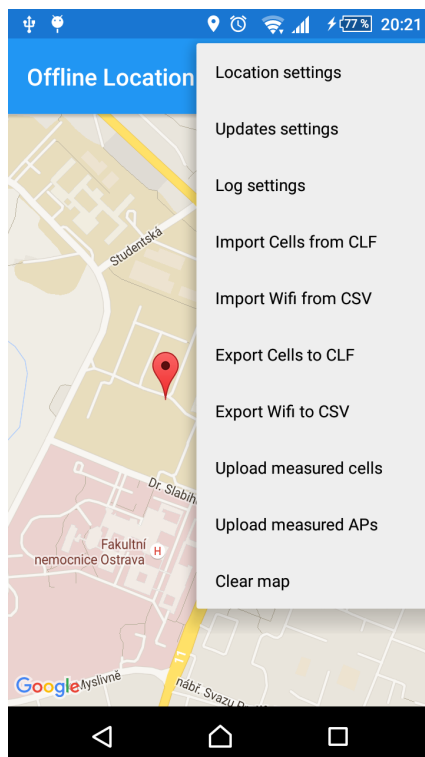 77%
20:21
Offline Location
Location settings
Updates settings
Log settings
Import Cells from CLF
Import Wifi from CSV
Export Cells to CLF
Export Wifi to CSV
Upload measured cells
Upload measured APs
Clear map
Studentská
Dr. Slabih
Fakultní
nemocnice Ostrava
H
Google
Myslivně
nábř. Svazu